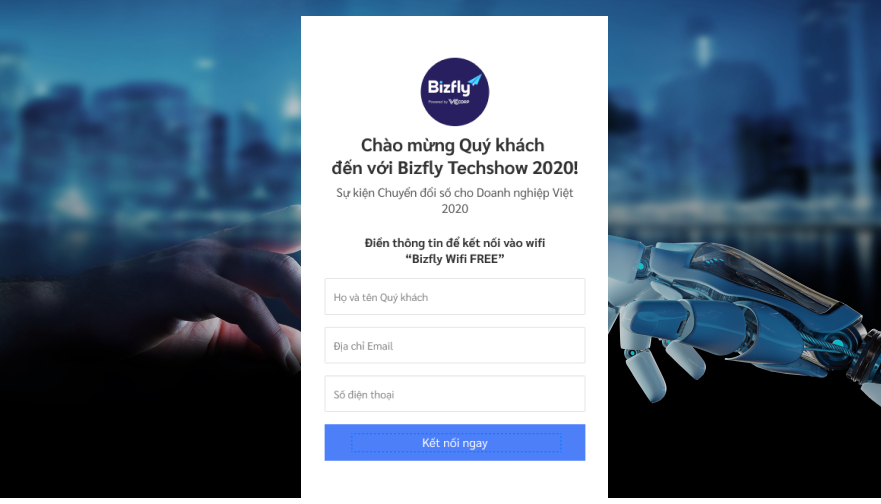 Bizfly
Powered by VCCORP
Chào mừng Quý khách
đến với Bizfly Techshow 2020!
Sự kiện Chuyển đổi số cho Doanh nghiệp Việt
2020
Điền thông tin để kết nối vào wifi
“Bizfly Wifi FREE”
Họ và tên Quý khách
Địa chỉ Email
Số điện thoại
Kết nối ngay